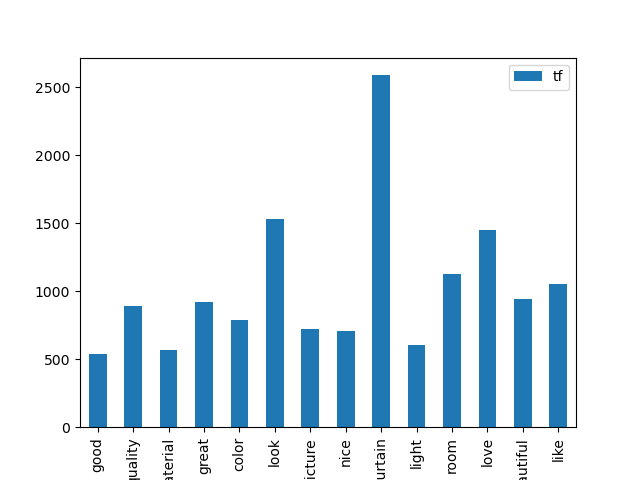 tf
2500
2000
1500
1000
500
0
good
quality
aterial
great
color
look
icture
nice
urtain
light
room
love
autiful
like